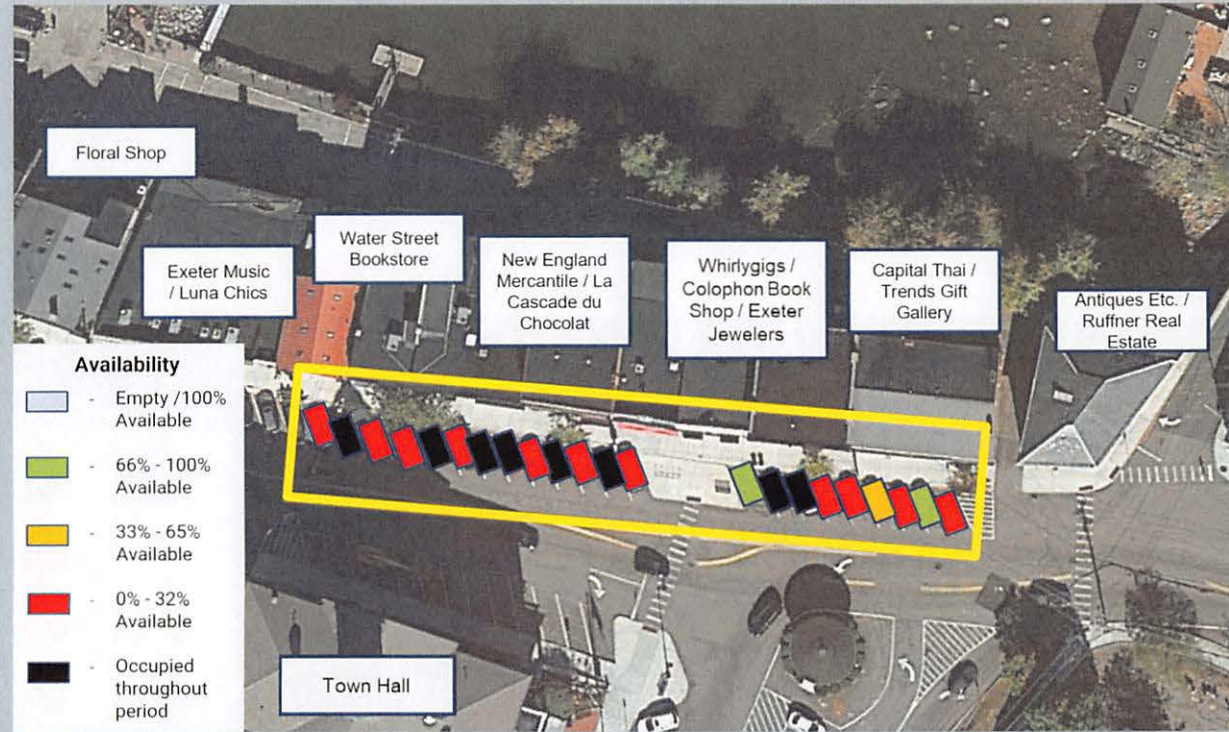 Floral Shop
Exeter Music
/ Luna Chics
Water Street
Bookstore
New England
Mercantile / La
Cascade du
Chocolat
Whirlygigs /
Colophon Book
Shop / Exeter
Jewelers
Capital Thai /
Trends Gift
Gallery
Antiques Etc. /
Ruffner Real
Estate
Availability
- Empty /100%
Available
- 66% - 100%
Available
- 33% - 65%
Available
- 0% - 32%
Available
- Occupied
throughout
period
Town Hall